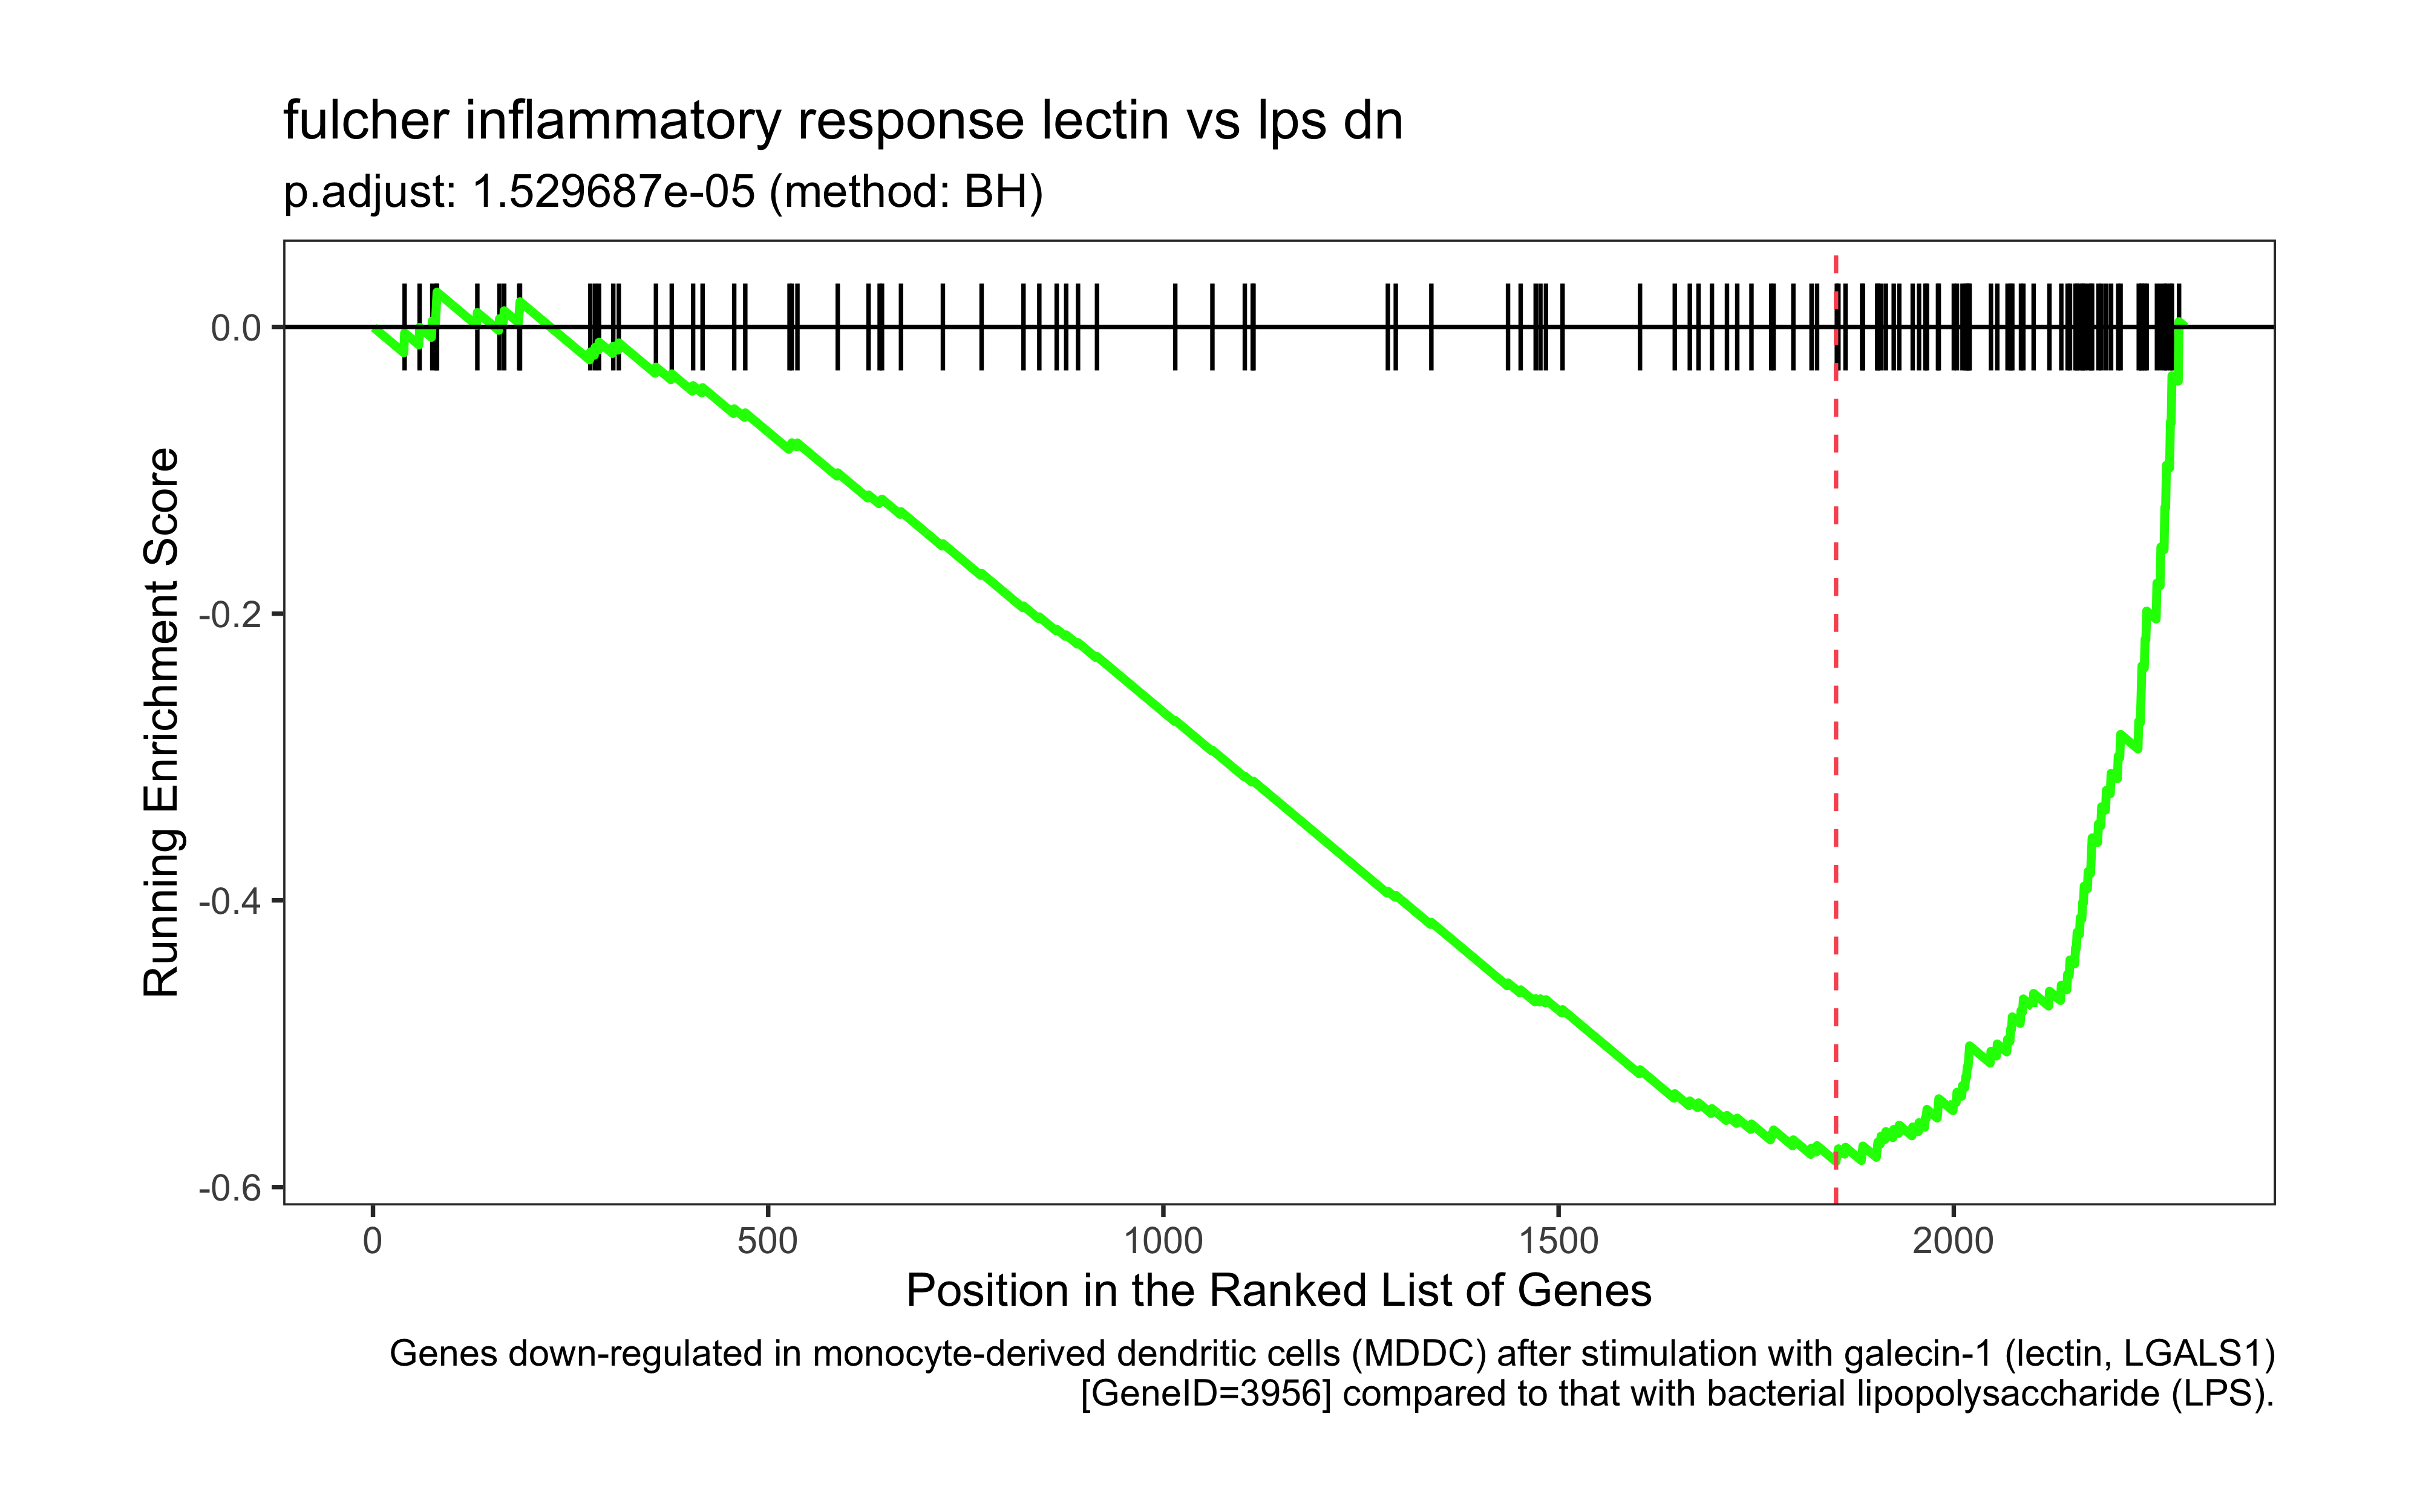 fulcher inflammatory response lectin vs lps dn
p.adjust: 1.529687e-05 (method: BH)
Running Enrichment Score
0.0
-0.2
-0.4
-0.6
0
500
1000
1500
2000
Position in the Ranked List of Genes
Genes down-regulated in monocyte-derived dendritic cells (MDDC) after stimulation with galecin-1 (lectin, LGALS1)
[GeneID=3956] compared to that with bacterial lipopolysaccharide (LPS).